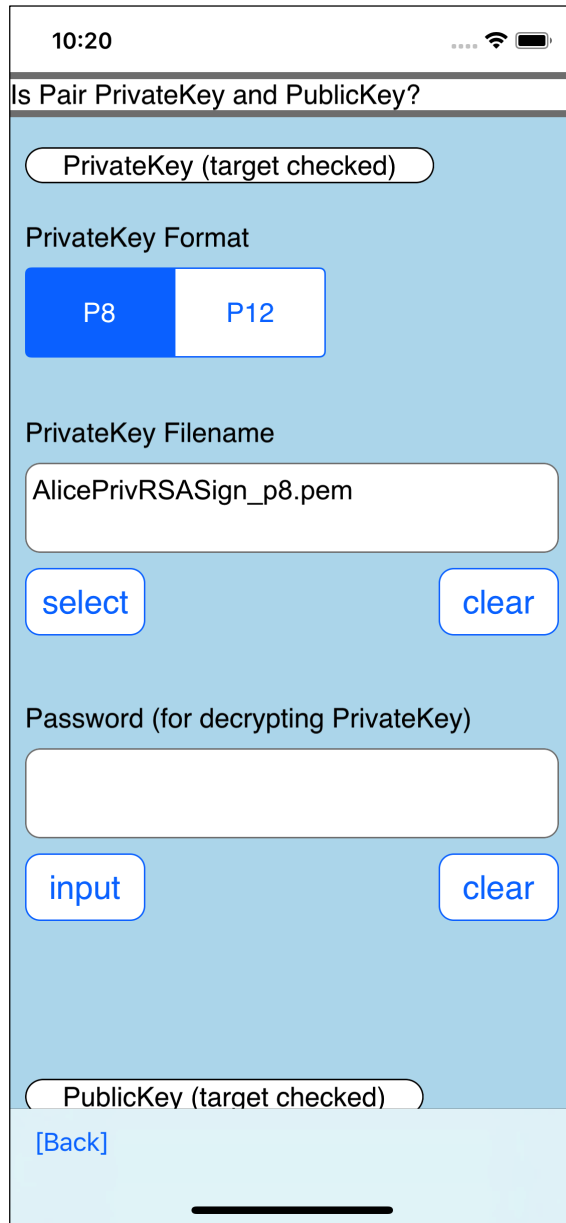 10:20
Is Pair PrivateKey and PublicKey?
PrivateKey (target checked)
PrivateKey Format
P8 P12
PrivateKey Filename
AlicePrivRSASign_p8.pem
select clear
Password (for decrypting PrivateKey)
input clear
PublicKey (target checked)
[Back]